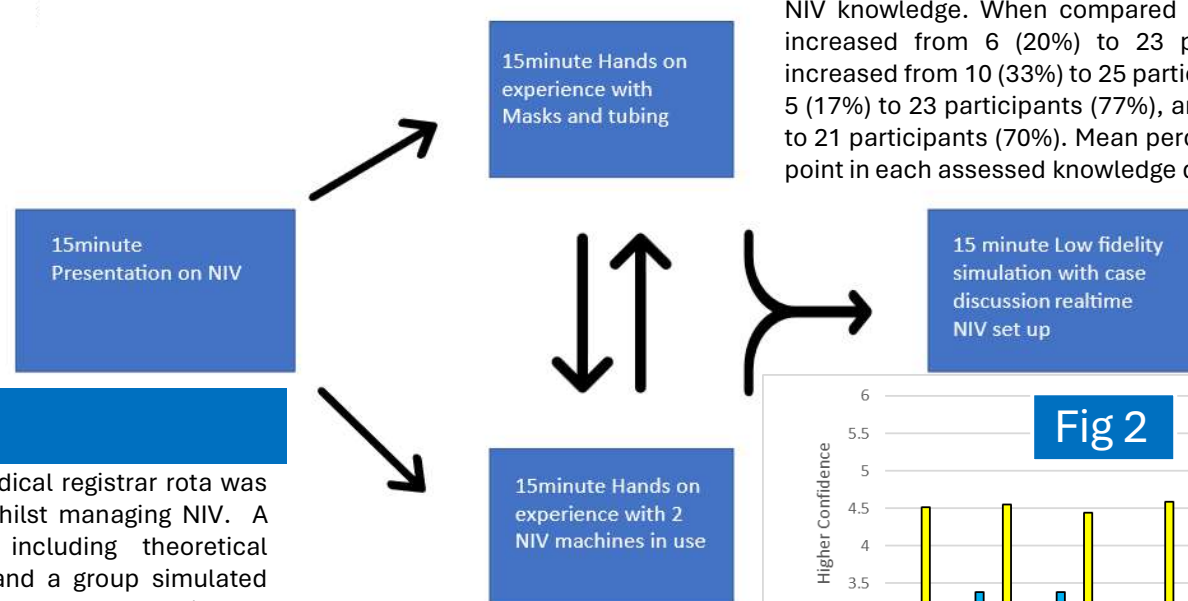 NIV knowledge. When compared
increased from 6 (20%) to 23 p
increased from 10 (33%) to 25 partic
5 (17%) to 23 participants (77%), a
to 21 participants (70%). Mean perc
point in each assessed knowledge
15minute Hands on
experience with
Masks and tubing
15minute
Presentation on NIV
15 minute Low fidelity
simulation with case
discussion realtime
NIV set up
15minute Hands on
experience with 2
NIV machines in use
dical registrar rota was
hilst managing NIV. A
including theoretical
and a group simulated
Fig 2
Higher Confidence
6
5.5
5
4.5
4
3.5